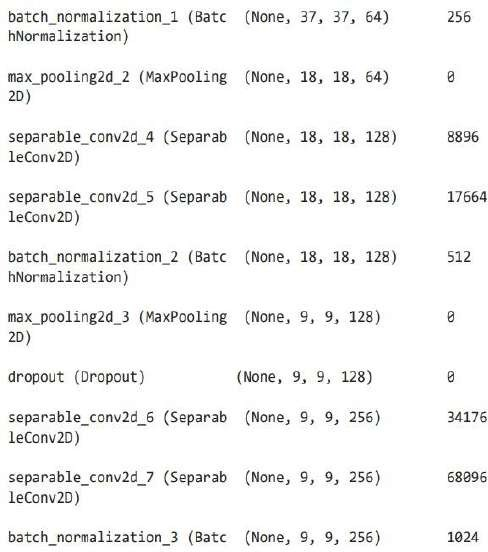 batch_normalization_1 (Batc (None, 37, 37, 64) 256
hNormalization)
max_pooling2d_2 (MaxPooling (None, 18, 18, 64) 0
2D)
separable_conv2d_4 (Separab (None, 18, 18, 128) 8896
leConv2D)
separable_conv2d_5 (Separab (None, 18, 18, 128) 17664
leConv2D)
batch_normalization_2 (Batc (None, 18, 18, 128) 512
hNormalization)
max_pooling2d_3 (MaxPooling (None, 9, 9, 128) 0
2D)
dropout (Dropout) (None, 9, 9, 128) 0
separable_conv2d_6 (Separab (None, 9, 9, 256) 34176
leConv2D)
separable_conv2d_7 (Separab (None, 9, 9, 256) 68096
leConv2D)
batch_normalization_3 (Batc (None, 9, 9, 256) 1024